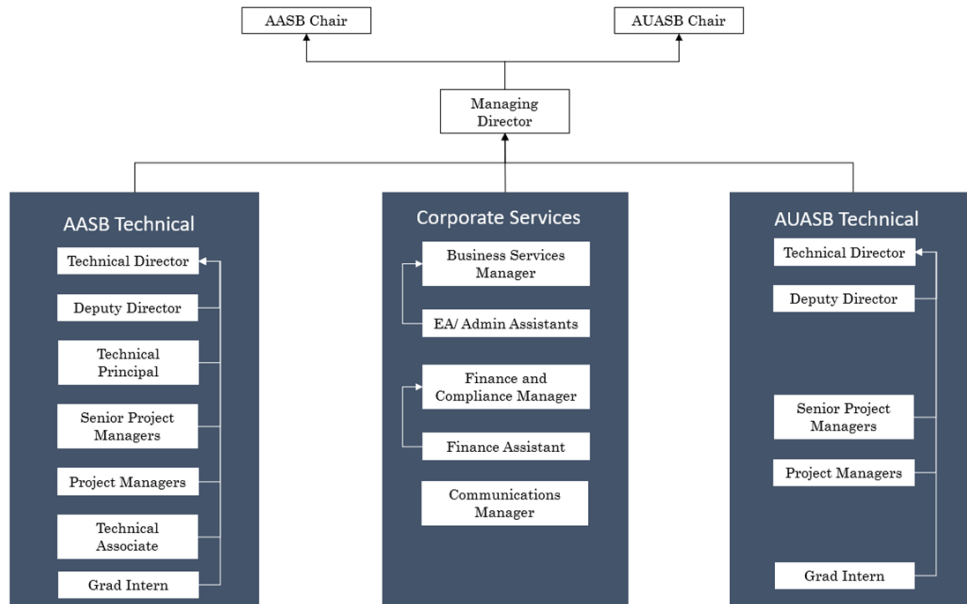 AASB Chair
AUASB Chair
Managing
Director
AASB Technical
Technical Director
Deputy Director
Technical
Principal
Senior Project
Managers
Project Managers
Technical
Associate
Grad Intern
Corporate Services
Business Services
Manager
EA/ Admin Assistants
Finance and
Compliance Manager
Finance Assistant
Communications
Manager
AUASB Technical
Technical Director
Deputy Director
Senior Project
Managers
Project Managers
Grad Intern